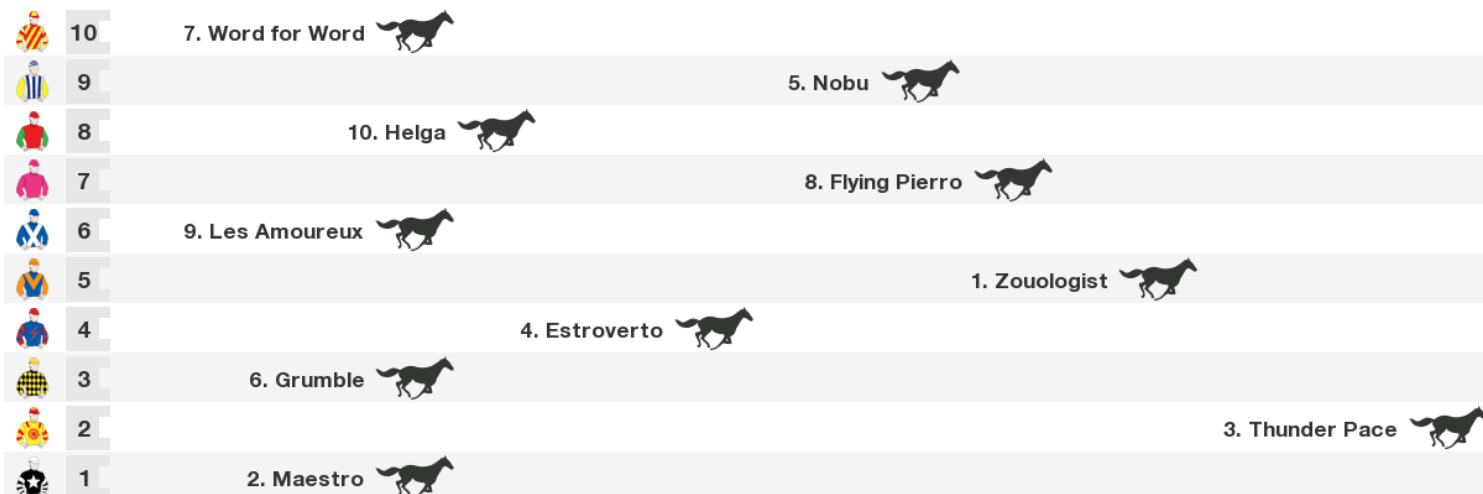 10 7. Word for Word
9 5. Nobu
8 10. Helga
7 8. Flying Pierro
6 9. Les Amoureux
5 1. Zouologist
4 4. Estroverto
3 6. Grumble
2 3. Thunder Pace
1 2. Maestro